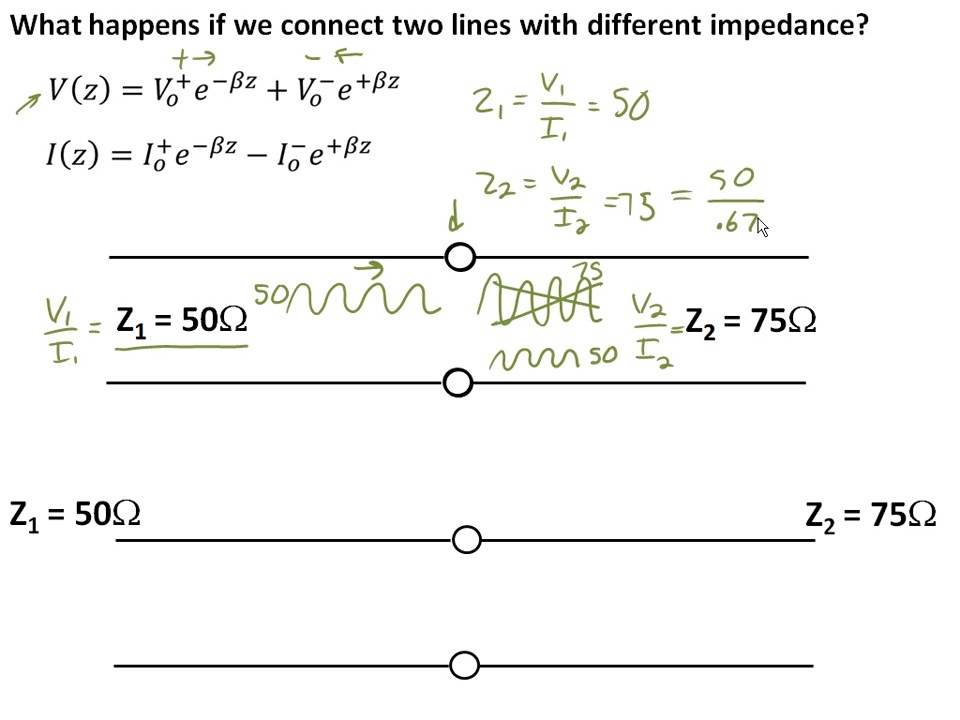 What happens if we connect two lines with different impedance?
+ → − ←
V(z) = V₀⁺e^{−βz} + V₀⁻e^{+βz}
Z₁ = V₁/I₁ = 50
I(z) = I₀⁺e^{−βz} − I₀⁻e^{+βz}
Z₂ = V₂/I₂ = 75 = 50/.67
50 75
V₁/I₁ = Z₁ = 50Ω V₂/I₂ = Z₂ = 75Ω
50
Z₁ = 50Ω Z₂ = 75Ω